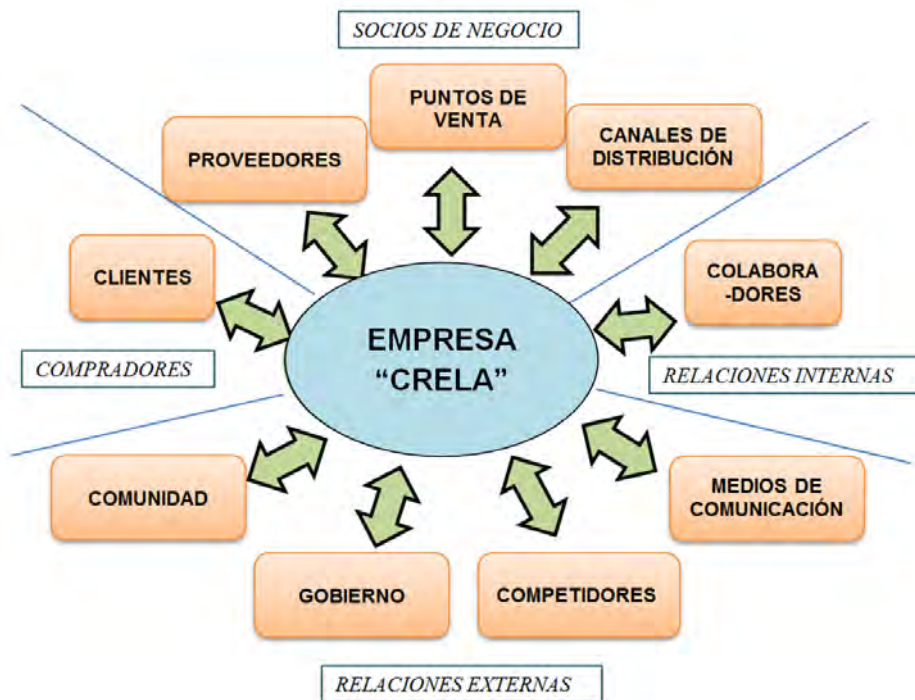 SOCIOS DE NEGOCIO
PUNTOS DE
VENTA
PROVEEDORES
CANALES DE
DISTRIBUCIÓN
CLIENTES
COLABORA
-DORES
EMPRESA
“CRELA”
COMPRADORES
RELACIONES INTERNAS
COMUNIDAD
MEDIOS DE
COMUNICACIÓN
GOBIERNO
COMPETIDORES
RELACIONES EXTERNAS